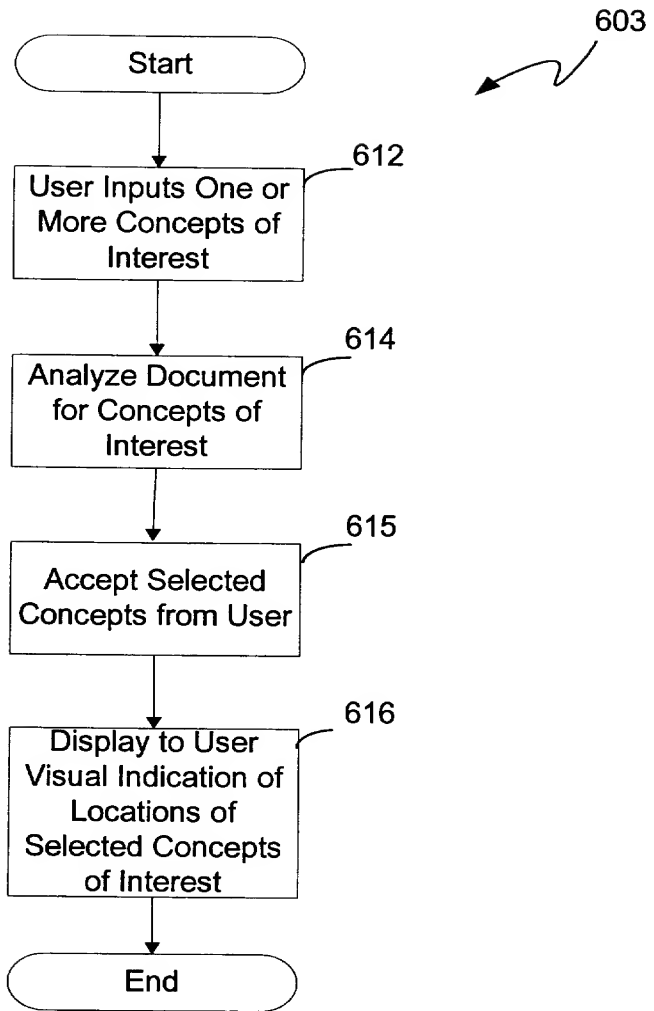 603
Start
612
User Inputs One or
More Concepts of
Interest
614
Analyze Document
for Concepts of
Interest
615
Accept Selected
Concepts from User
616
Display to User
Visual Indication of
Locations of
Selected Concepts
of Interest
End